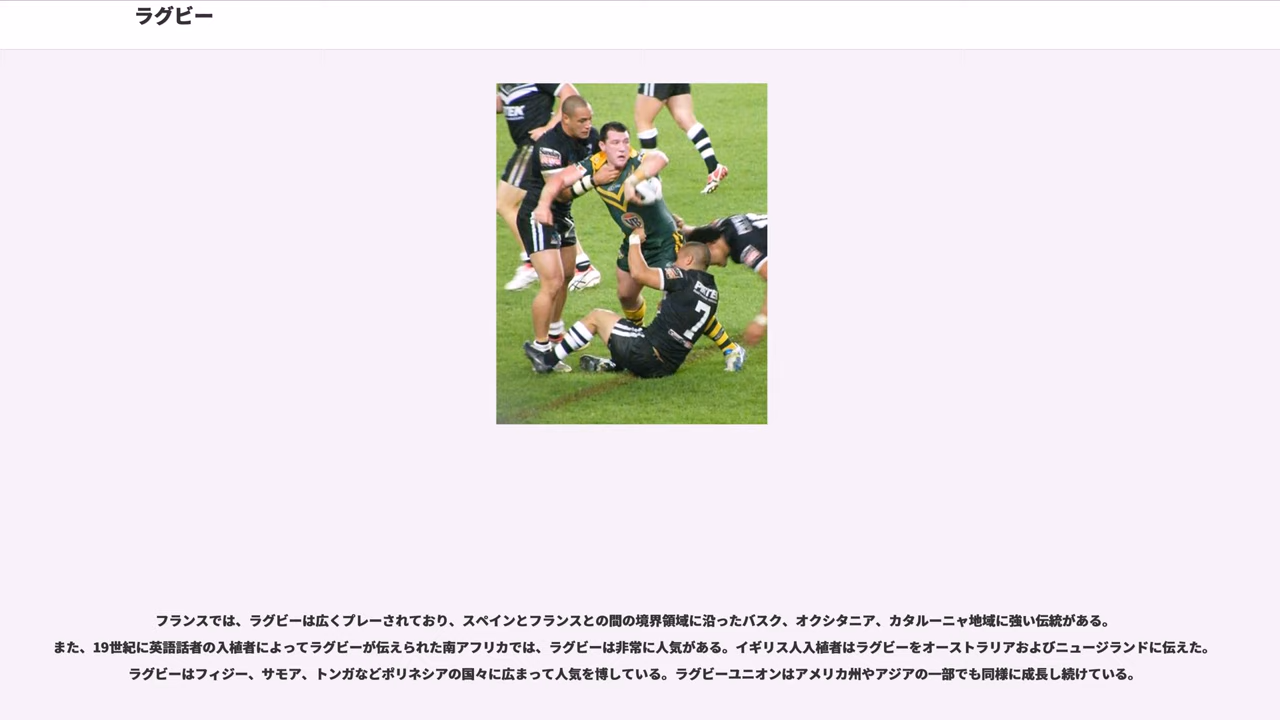 ラグビー
7
フランスでは、ラグビーは広くプレーされており、スペインとフランスとの間の境界領域に沿ったバスク、オクシタニア、カタルーニャ地域に強い伝統がある。
また、19世紀に英語話者の入植者によってラグビーが伝えられた南アフリカでは、ラグビーは非常に人気がある。イギリス人入植者はラグビーをオーストラリアおよびニュージランドに伝えた。
ラグビーはフィジー、サモア、トンガなどポリネシアの国々に広まって人気を博している。ラグビーユニオンはアメリカ州やアジアの一部でも同様に成長し続けている。